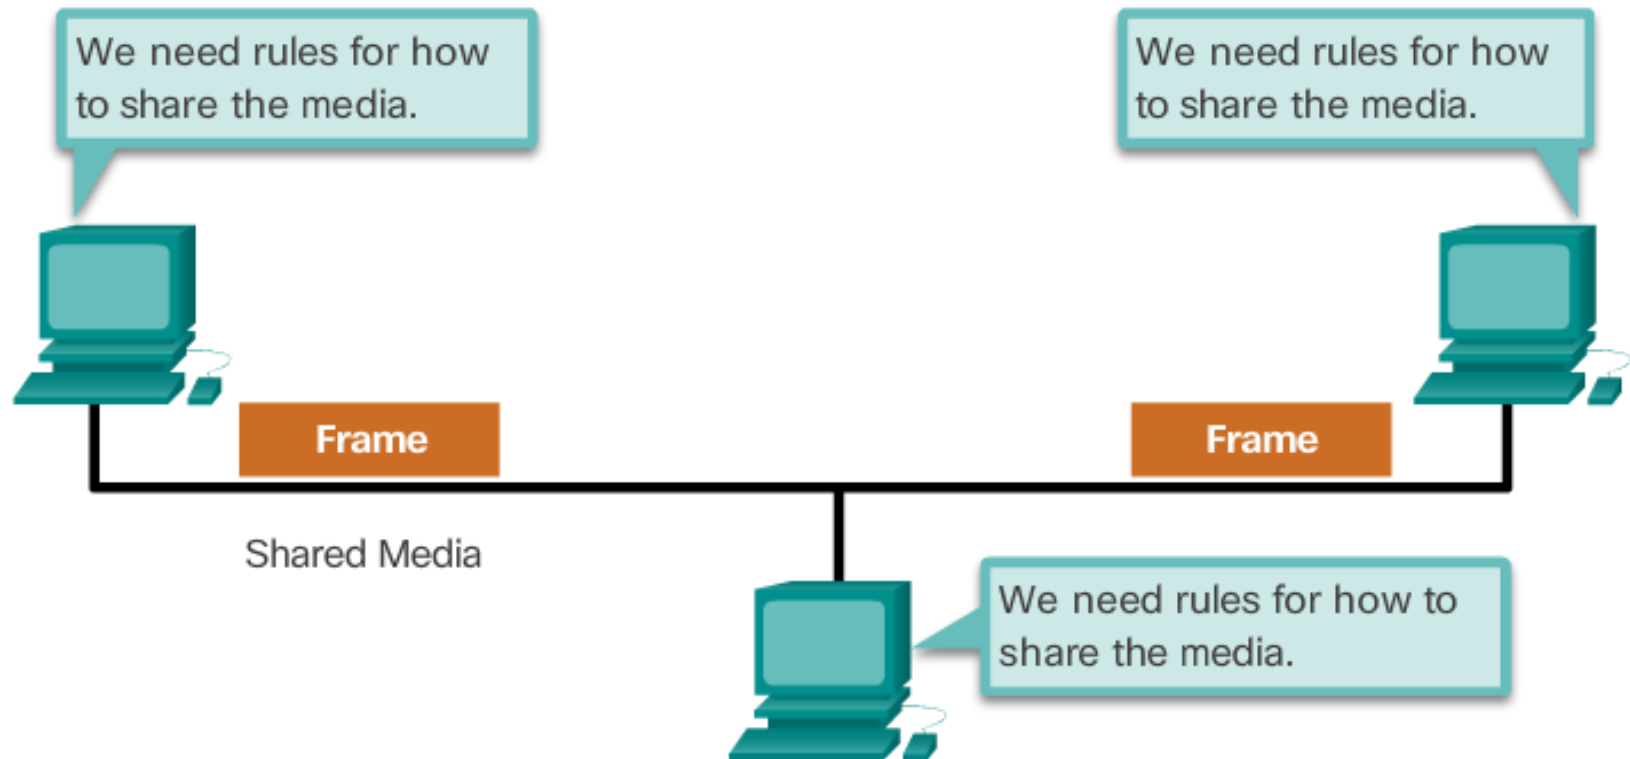 We need rules for how
to share the media.
We need rules for how
to share the media.
Frame
Frame
Shared Media
We need rules for how to
share the media.